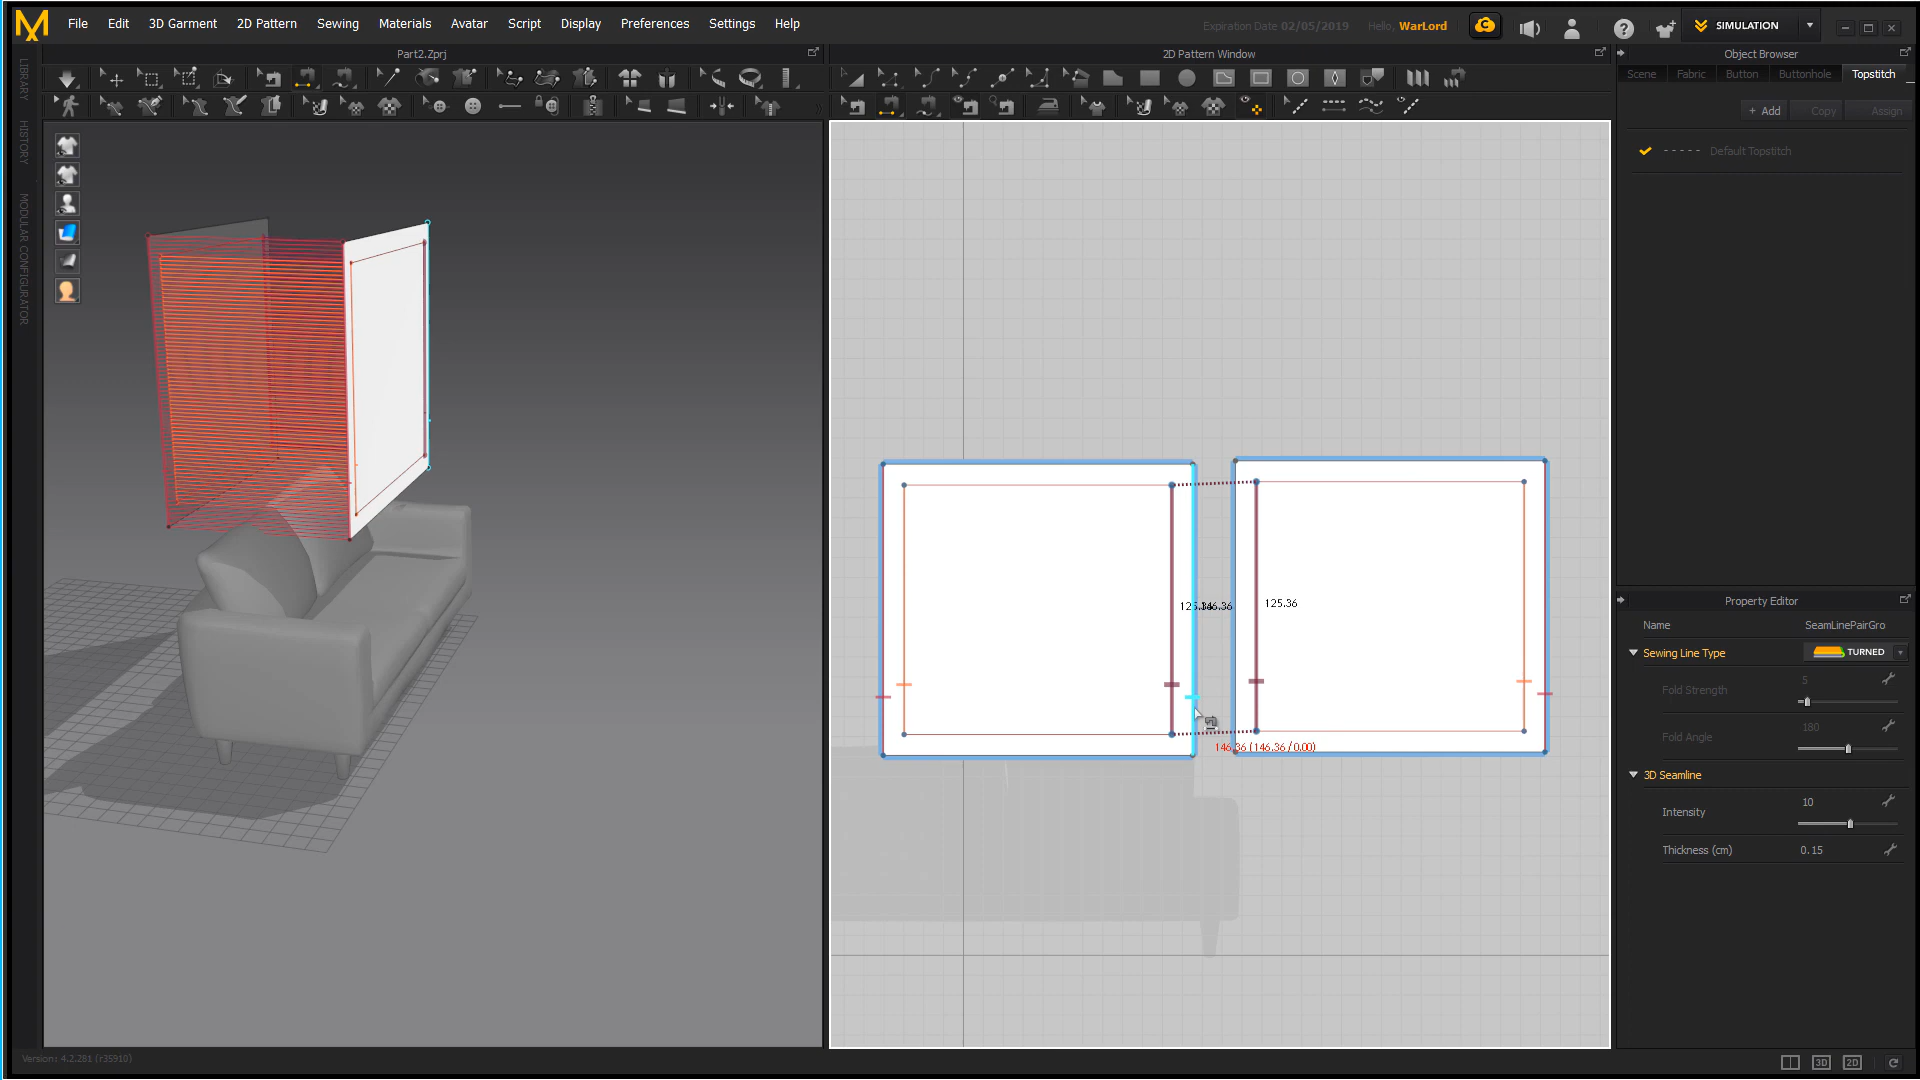 File Edit 3D Garment 2D Pattern Sewing Materials Avatar Script Display Preferences Settings Help
Expiration Date 02/05/2019 Hello, WarLord SIMULATION
Part2.Zprj
2D Pattern Window
Object Browser
Scene Fabric Button Buttonhole Topstitch
+ Add Copy Assign
Default Topstitch
LIBRARY
HISTORY
MODULAR CONFIGURATOR
125.36
146.36 (146.36 / 0.00)
Property Editor
Name SeamLinePairGro
Sewing Line Type TURNED
Fold Strength 5
Fold Angle 180
3D Seamline
Intensity 10
Thickness (cm) 0.15
Version: 4.2.281 (r35910)
3D 2D